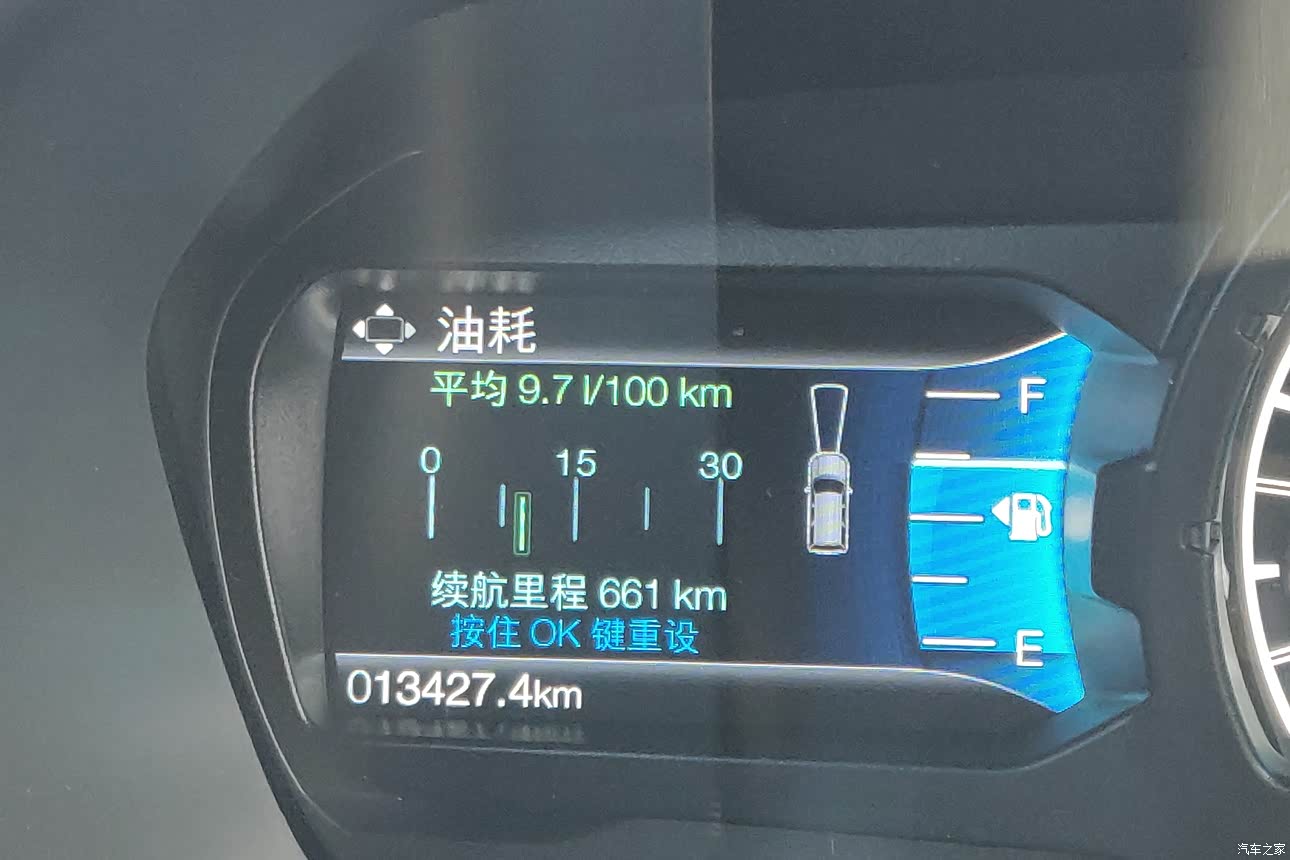 油耗
平均 9.7 l/100 km
0 15 30
续航里程 661 km
按住 OK 键重设
013427.4km
F
E
汽车之家